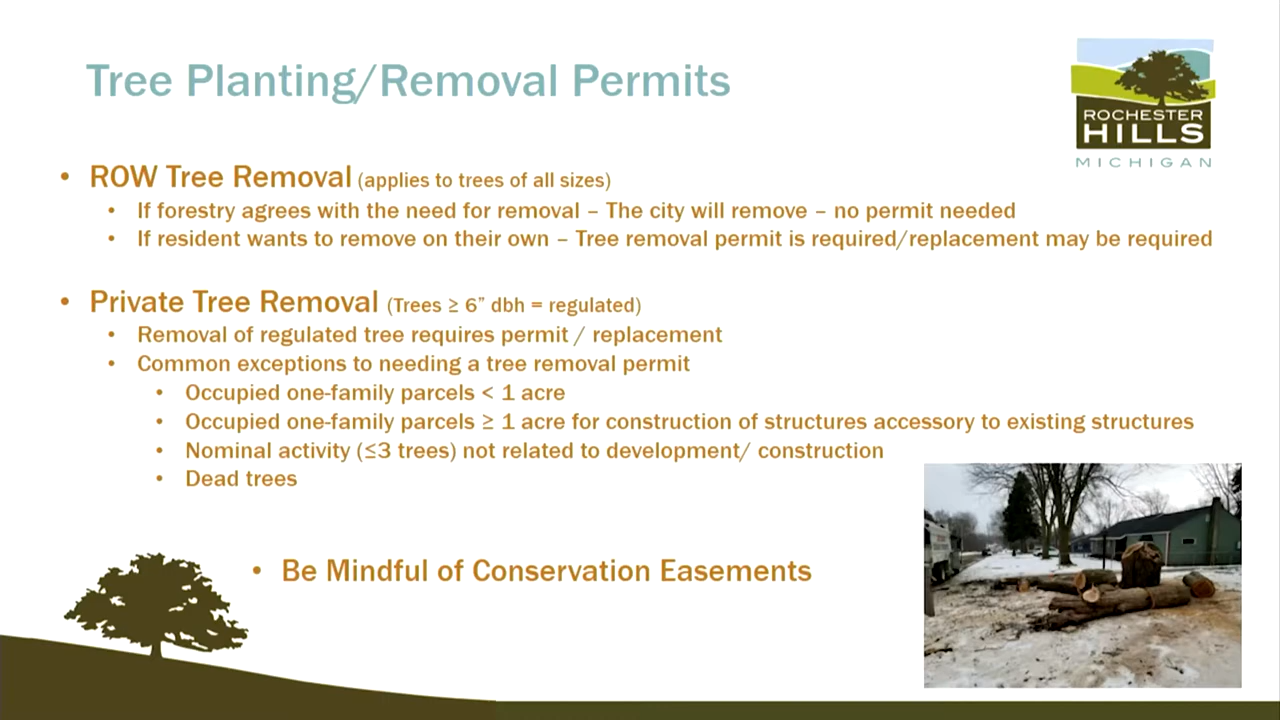 Tree Planting/Removal Permits
ROCHESTER
HILLS
MICHIGAN
• ROW Tree Removal (applies to trees of all sizes)
• If forestry agrees with the need for removal – The city will remove – no permit needed
• If resident wants to remove on their own – Tree removal permit is required/replacement may be required
• Private Tree Removal (Trees ≥ 6” dbh = regulated)
• Removal of regulated tree requires permit / replacement
• Common exceptions to needing a tree removal permit
• Occupied one-family parcels < 1 acre
• Occupied one-family parcels ≥ 1 acre for construction of structures accessory to existing structures
• Nominal activity (≤3 trees) not related to development/ construction
• Dead trees
• Be Mindful of Conservation Easements